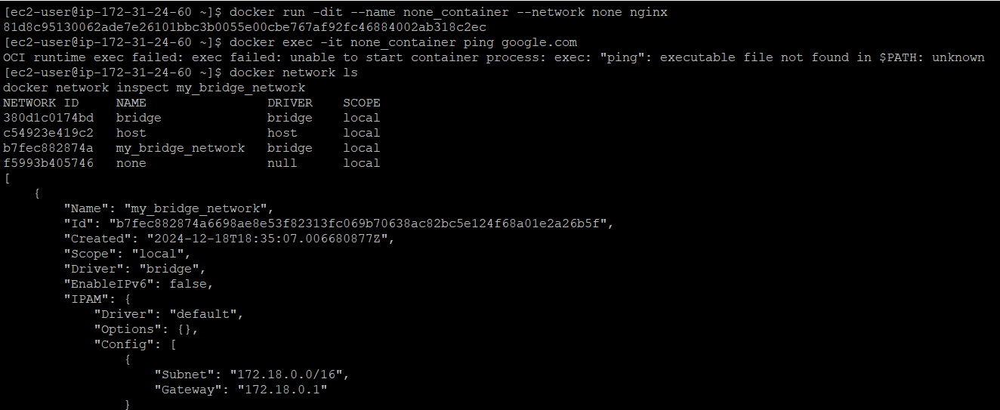 [ec2-user@ip-172-31-24-60 ~]$ docker run -dit --name none_container --network none nginx
81d8c95130062ade7e26101bbc3b0055e00cbe767af92fc46884002ab318c2ec
[ec2-user@ip-172-31-24-60 ~]$ docker exec -it none_container ping google.com
OCI runtime exec failed: exec failed: unable to start container process: exec: "ping": executable file not found in $PATH: unknown
[ec2-user@ip-172-31-24-60 ~]$ docker network ls
docker network inspect my_bridge_network
NETWORK ID     NAME                DRIVER    SCOPE
380d1c0174bd   bridge              bridge    local
c54923e419c2   host                host      local
b7fec882874a   my_bridge_network   bridge    local
f5993b405746   none                null      local
[
    {
        "Name": "my_bridge_network",
        "Id": "b7fec882874a6698ae8e53f82313fc069b70638ac82bc5e124f68a01e2a26b5f",
        "Created": "2024-12-18T18:35:07.006680877Z",
        "Scope": "local",
        "Driver": "bridge",
        "EnableIPv6": false,
        "IPAM": {
            "Driver": "default",
            "Options": {},
            "Config": [
                {
                    "Subnet": "172.18.0.0/16",
                    "Gateway": "172.18.0.1"
                }